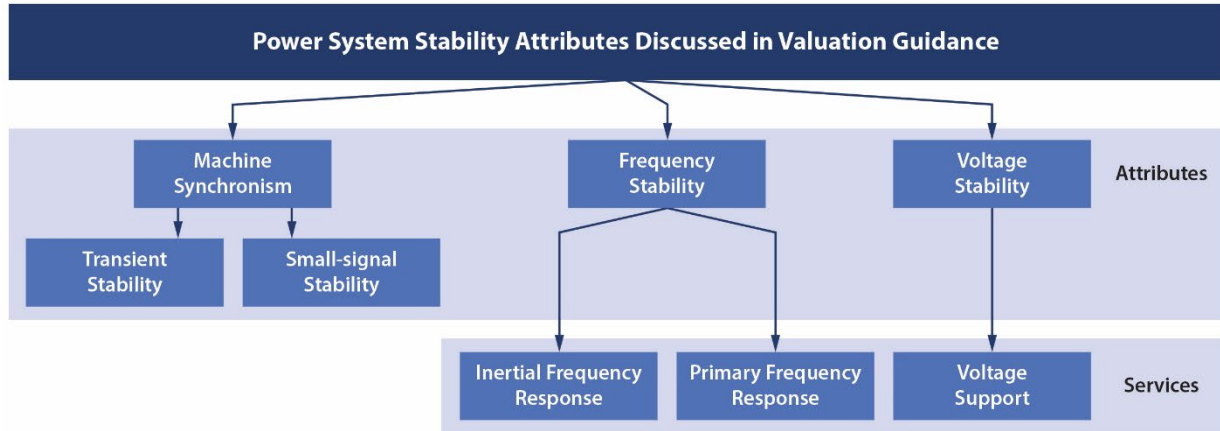 Power System Stability Attributes Discussed in Valuation Guidance
Machine
Synchronism
Frequency
Stability
Voltage
Stability
Attributes
Transient
Stability
Small-signal
Stability
Inertial Frequency
Response
Primary Frequency
Response
Voltage
Support
Services